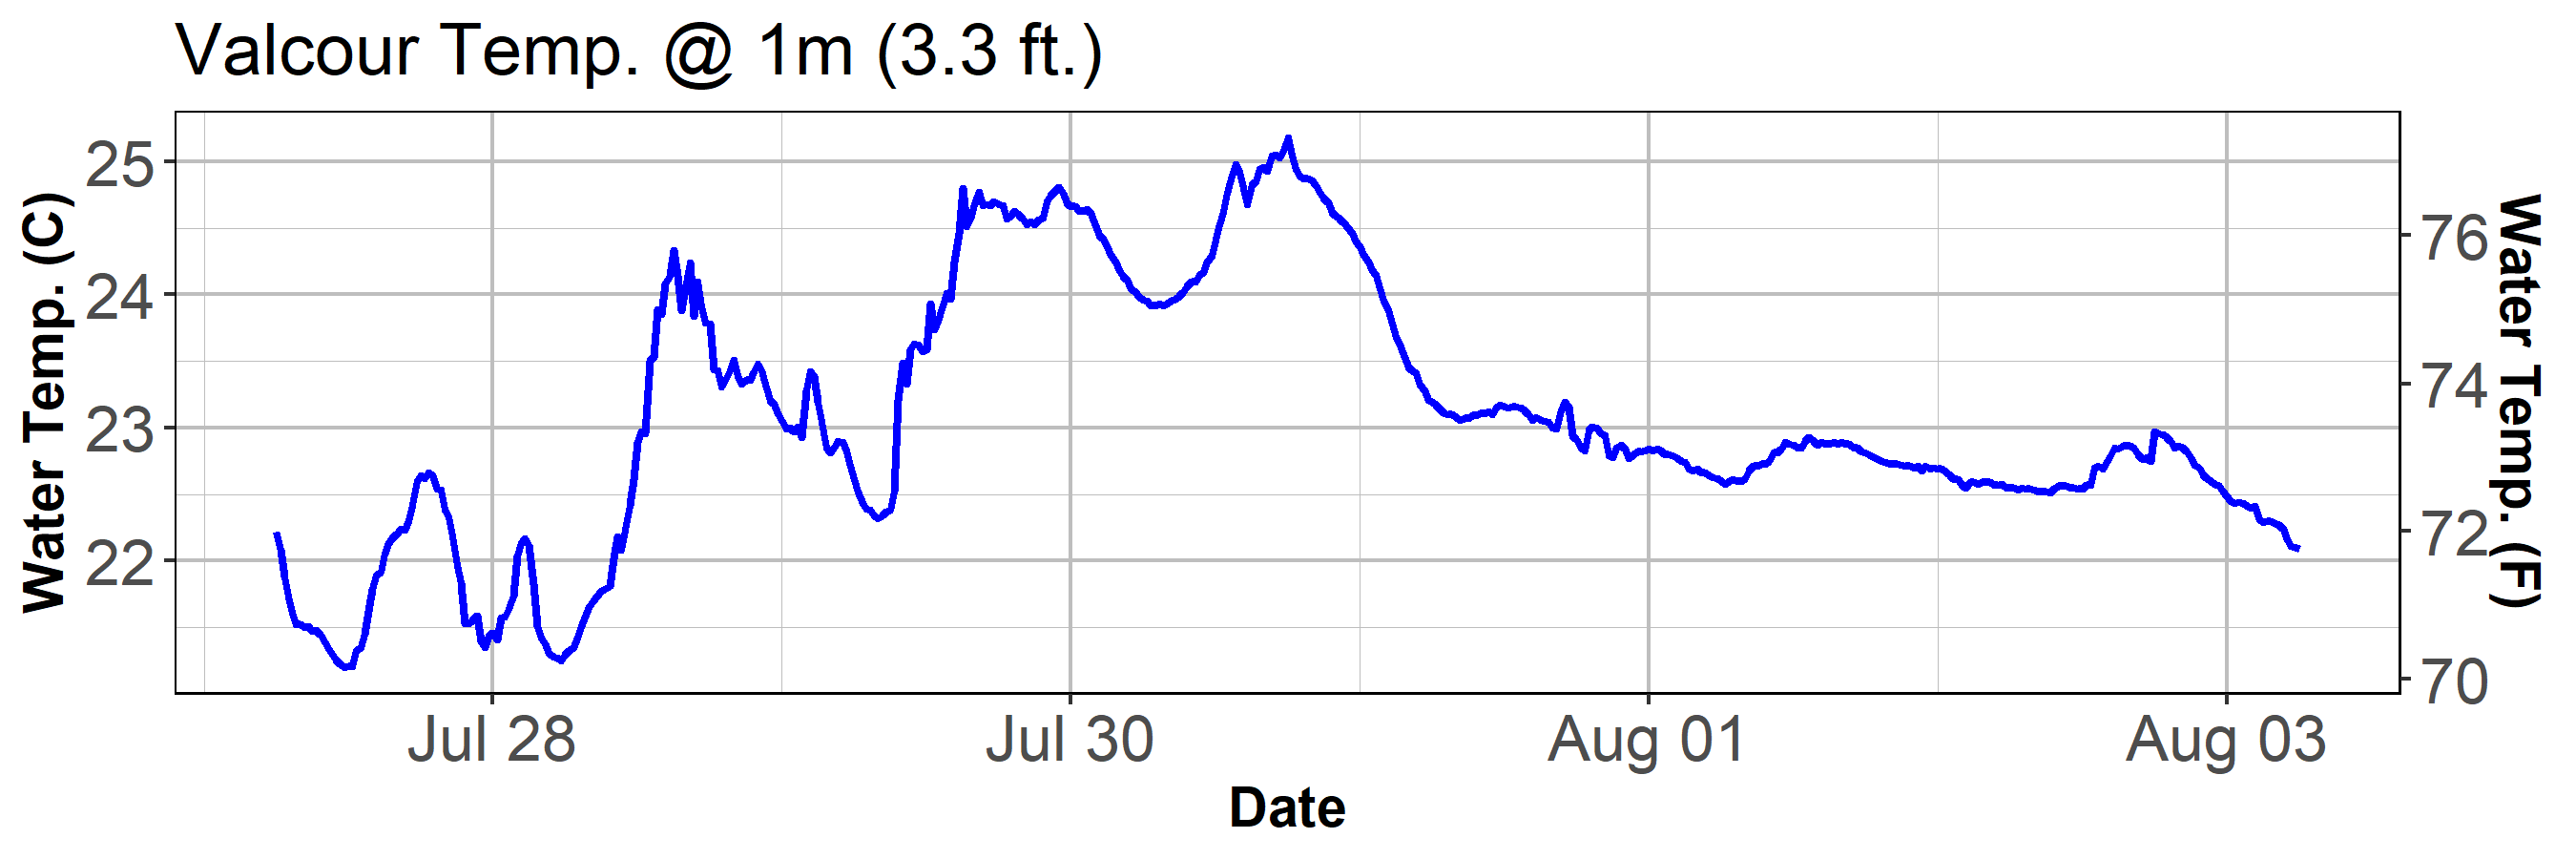 Valcour Temp. @ 1m (3.3 ft.)
Water Temp. (C)
25
24
23
22
76
74
72
70
Water Temp. (F)
Jul 28
Jul 30
Aug 01
Aug 03
Date